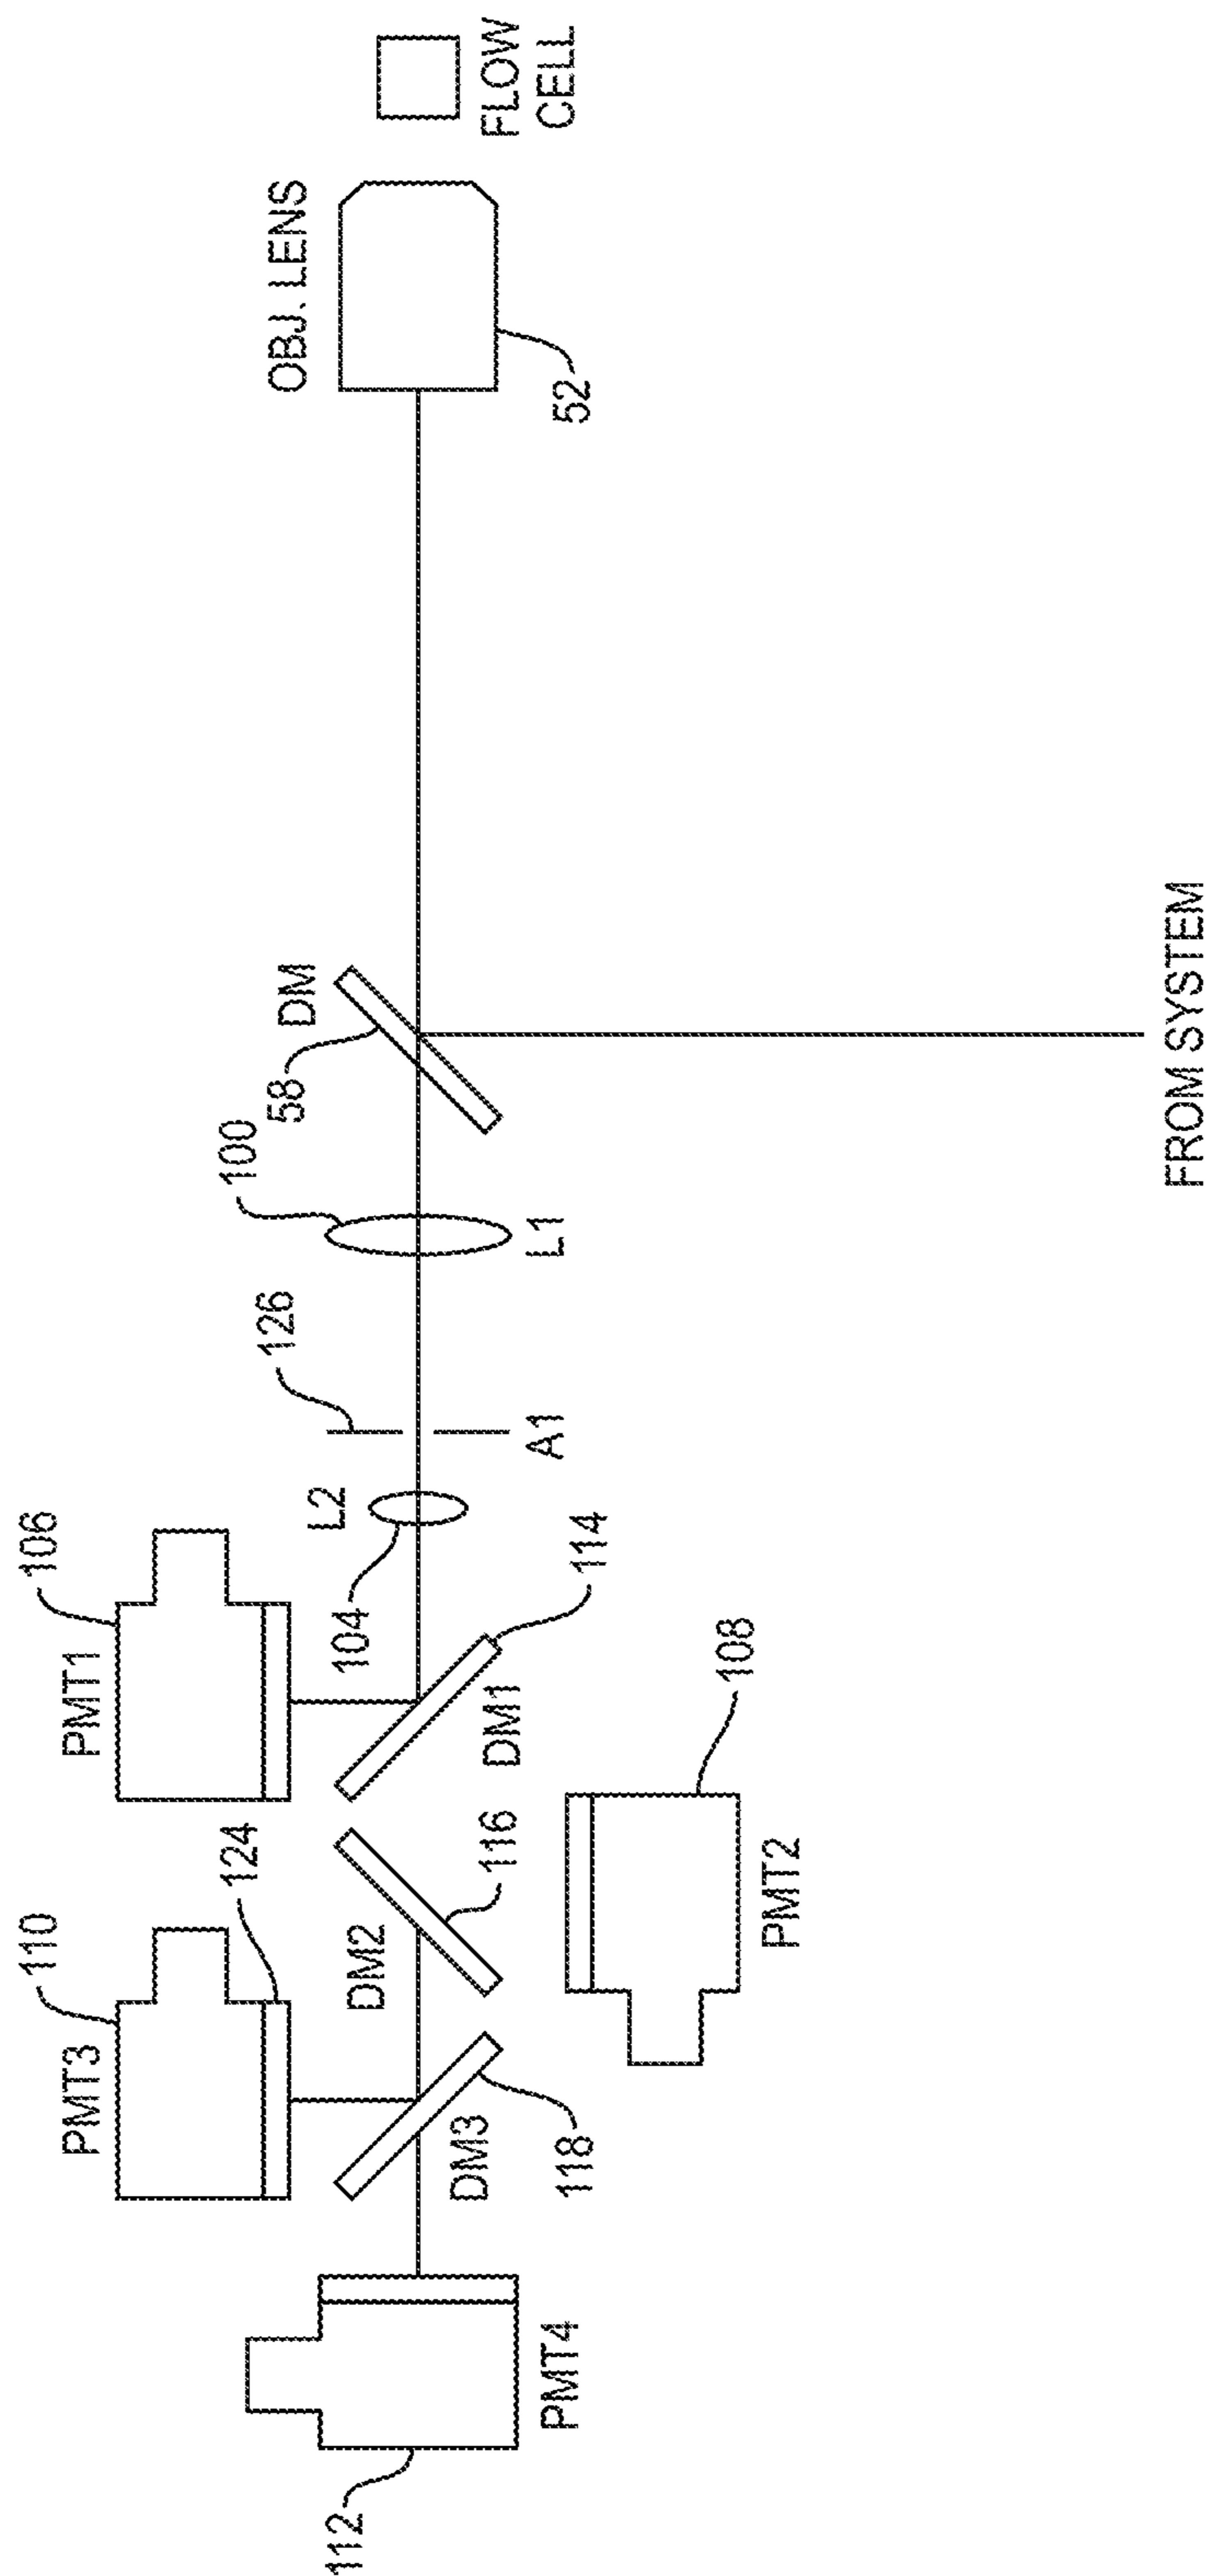 FLOW
CELL
OBJ. LENS
52
DM
58
FROM SYSTEM
100
L1
126
A1
L2
104
106
PMT1
114
DM1
108
PMT2
116
DM2
124
110
PMT3
118
DM3
PMT4
112